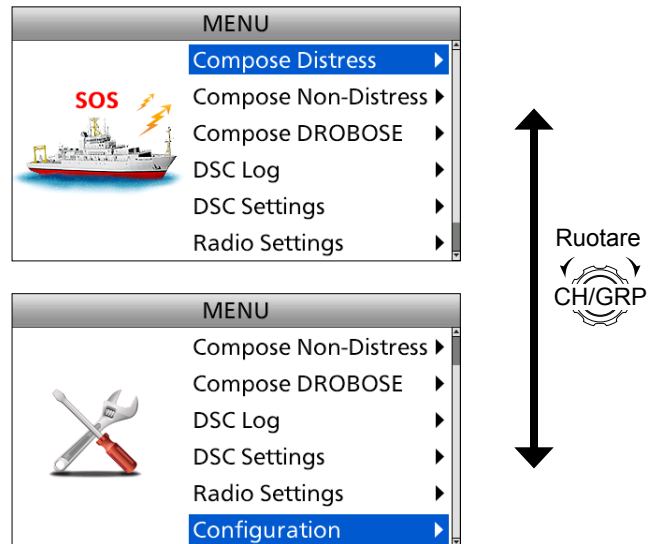 MENU
SOS
Compose Distress
Compose Non-Distress
Compose DROBOSE
DSC Log
DSC Settings
Radio Settings
Ruotare
CH/GRP
MENU
Compose Non-Distress
Compose DROBOSE
DSC Log
DSC Settings
Radio Settings
Configuration